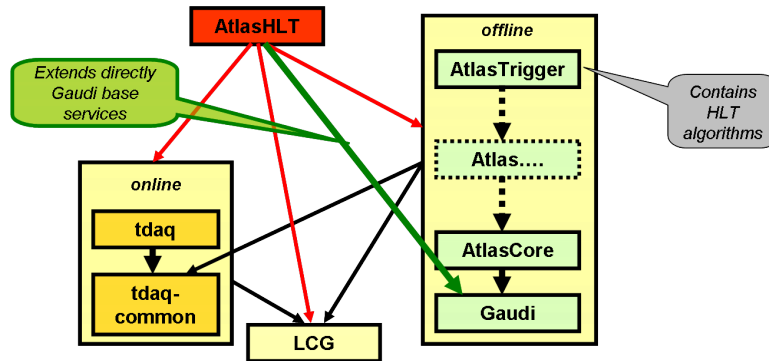 AtlasHLT
offline
Extends directly
Gaudi base
services
AtlasTrigger
Contains
HLT
algorithms
Atlas....
online
tdaq
AtlasCore
tdaq-
common
Gaudi
LCG